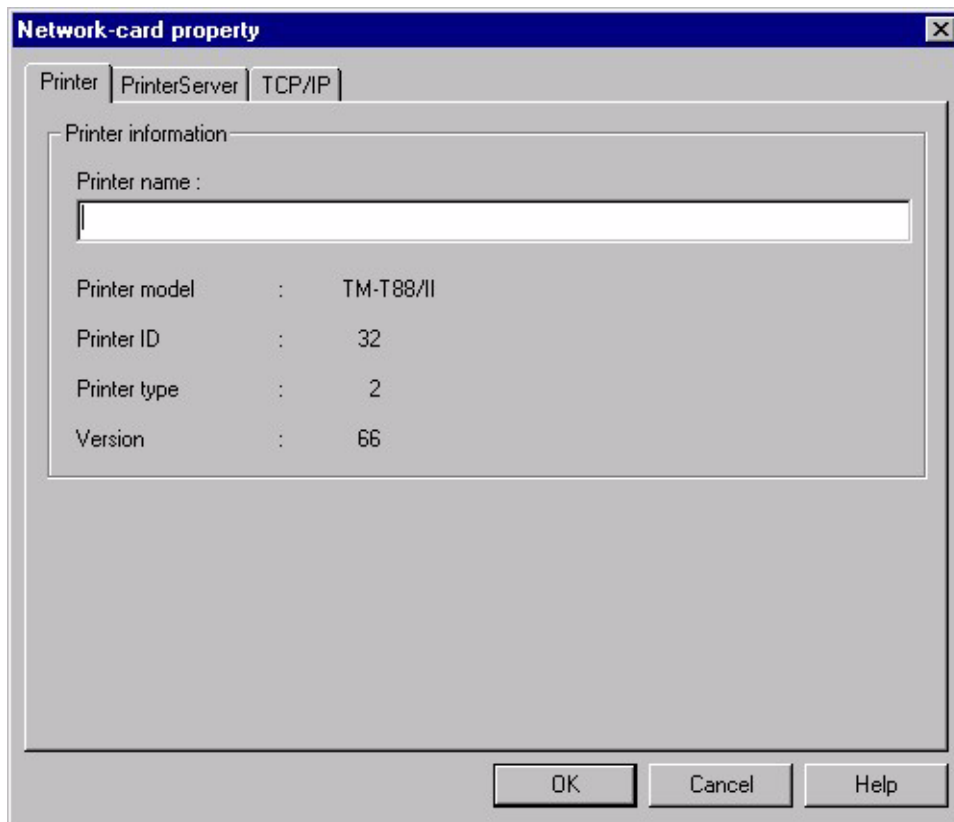 Network-card property
Printer PrinterServer TCP/IP
Printer information
Printer name :
Printer model : TM-T88/II
Printer ID : 32
Printer type : 2
Version : 66
OK Cancel Help